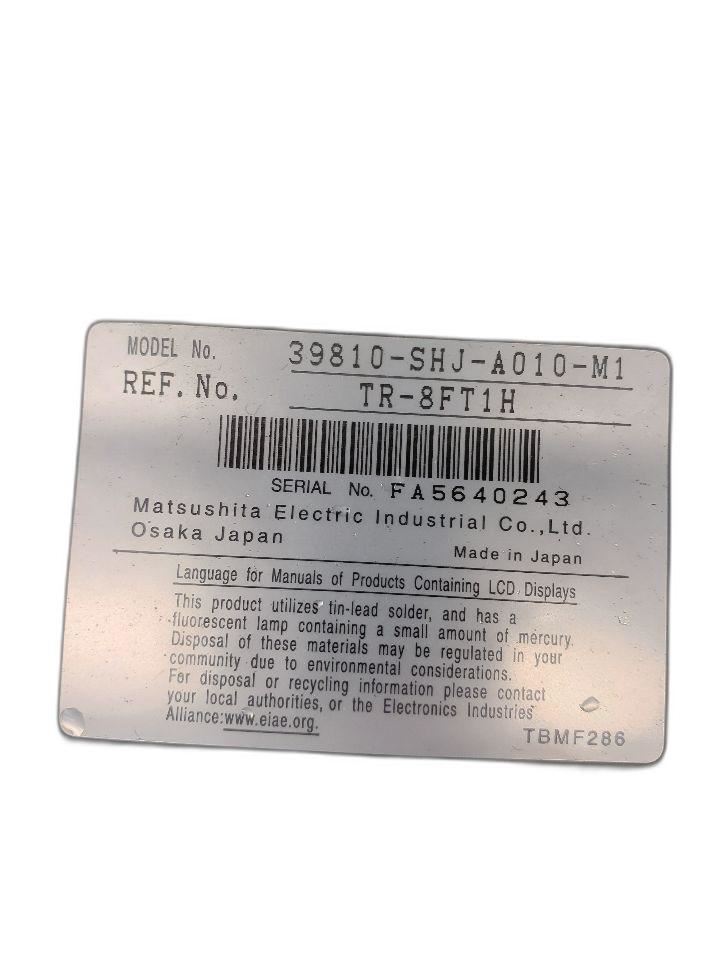 MODEL No. 39810-SHJ-A010-M1
REF. No. TR-8FT1H
SERIAL No. FA5640243
Matsushita Electric Industrial Co.,Ltd.
Osaka Japan Made in Japan
Language for Manuals of Products Containing LCD Displays
This product utilizes tin-lead solder, and has a
fluorescent lamp containing a small amount of mercury.
Disposal of these materials may be regulated in your
community due to environmental considerations.
For disposal or recycling information please contact
your local authorities, or the Electronics Industries
Alliance:www.eiae.org.
TBMF286